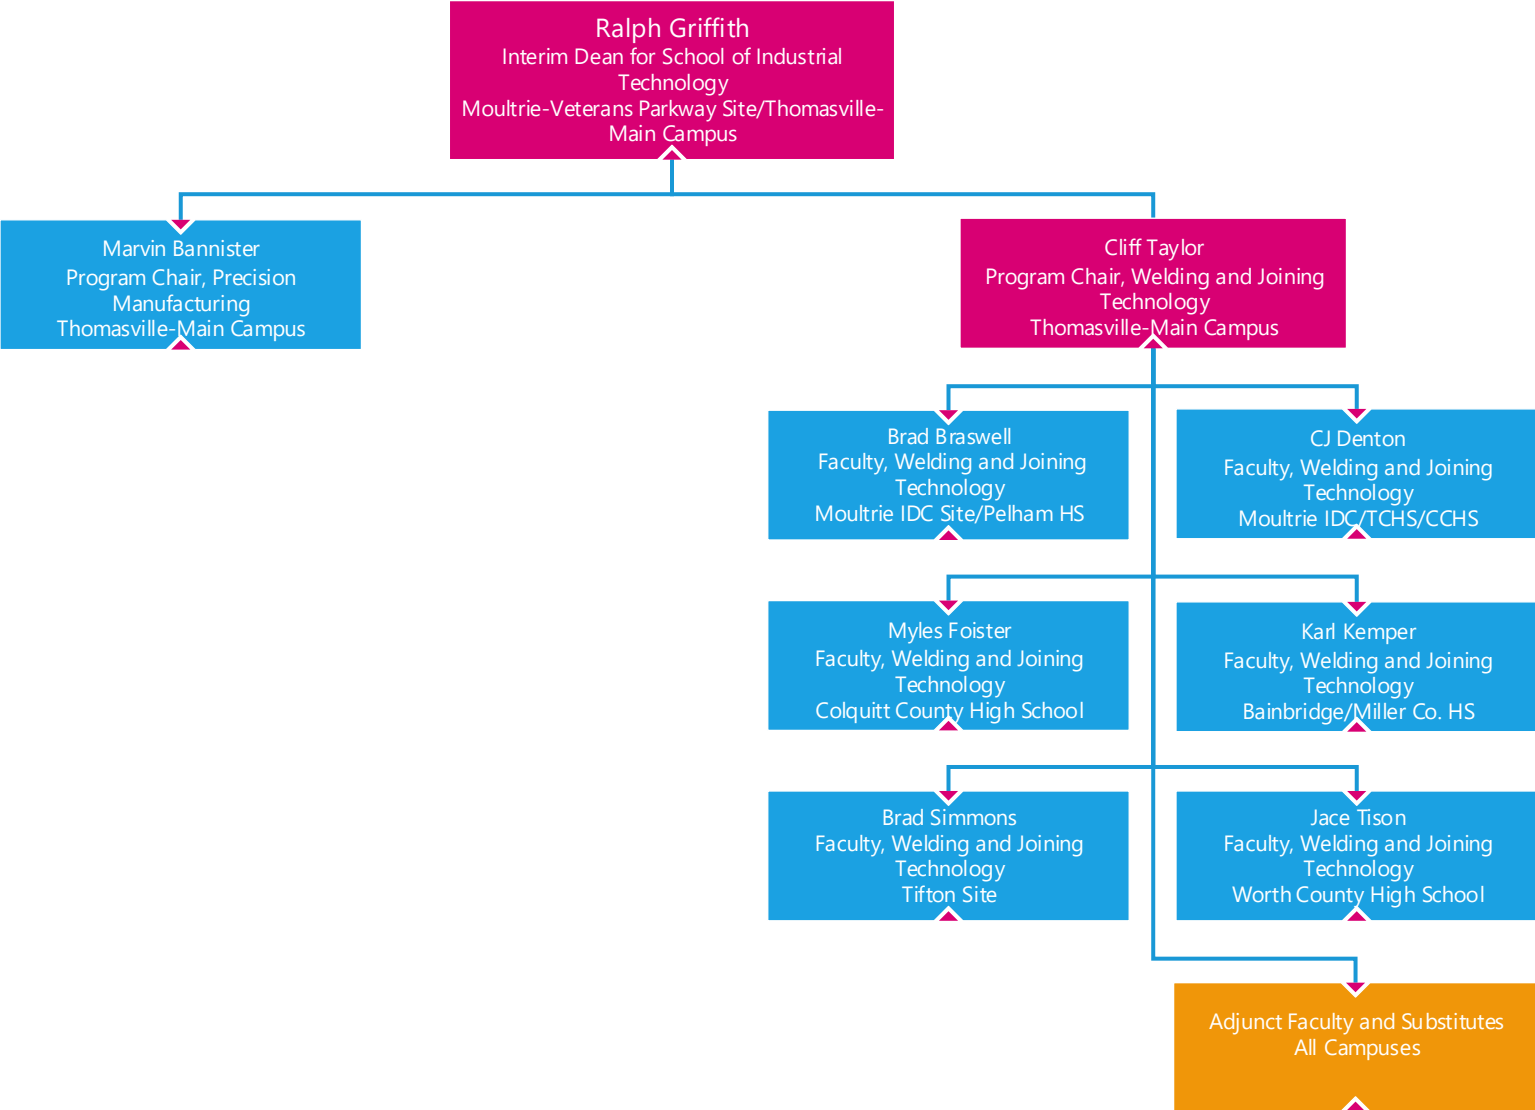 Ralph Griffith
Interim Dean for School of Industrial
Technology
Moultrie-Veterans Parkway Site/Thomasville-
Main Campus
Marvin Bannister
Program Chair, Precision
Manufacturing
Thomasville-Main Campus
Cliff Taylor
Program Chair, Welding and Joining
Technology
Thomasville-Main Campus
Brad Braswell
Faculty, Welding and Joining
Technology
Moultrie IDC Site/Pelham HS
CJ Denton
Faculty, Welding and Joining
Technology
Moultrie IDC/TCHS/CCHS
Myles Foister
Faculty, Welding and Joining
Technology
Colquitt County High School
Karl Kemper
Faculty, Welding and Joining
Technology
Bainbridge/Miller Co. HS
Brad Simmons
Faculty, Welding and Joining
Technology
Tifton Site
Jace Tison
Faculty, Welding and Joining
Technology
Worth County High School
Adjunct Faculty and Substitutes
All Campuses